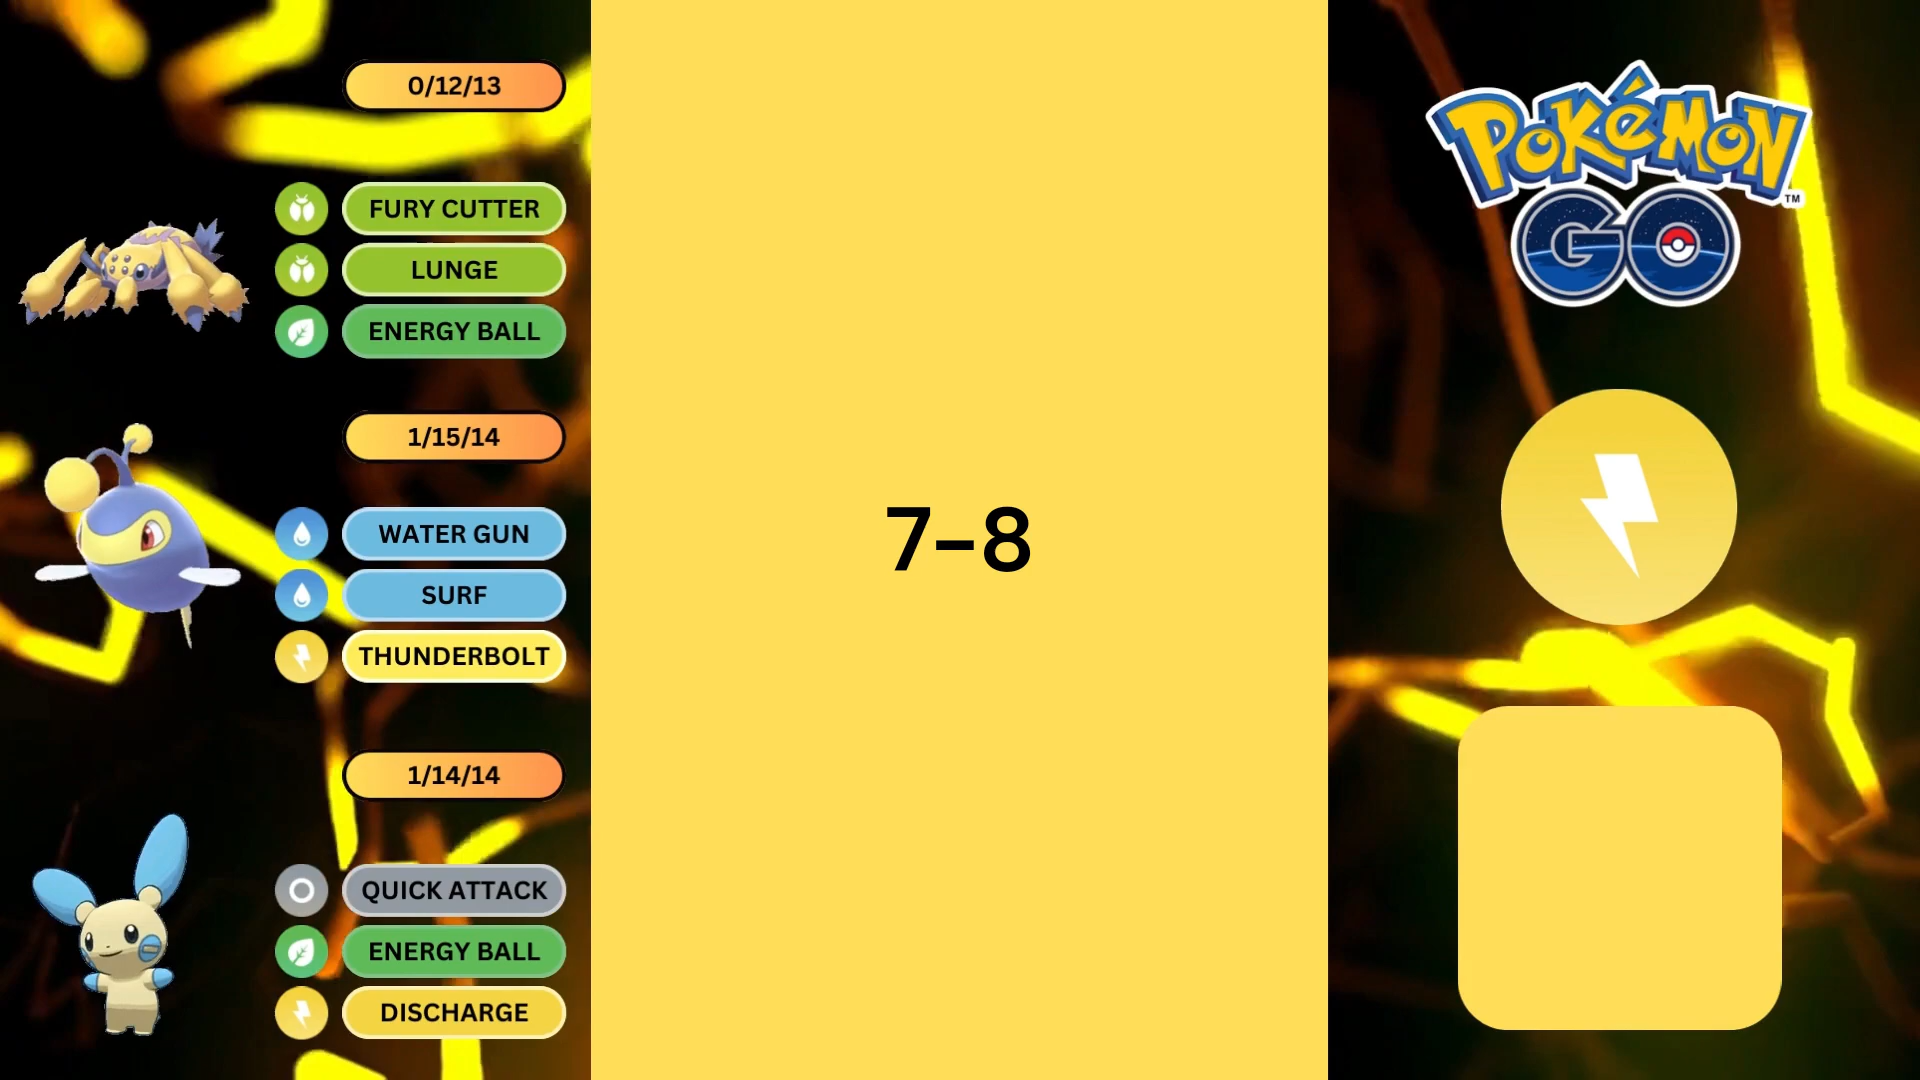 0/12/13
FURY CUTTER
LUNGE
ENERGY BALL
1/15/14
WATER GUN
SURF
THUNDERBOLT
1/14/14
QUICK ATTACK
ENERGY BALL
DISCHARGE
7-8
POKéMON
TM
GO